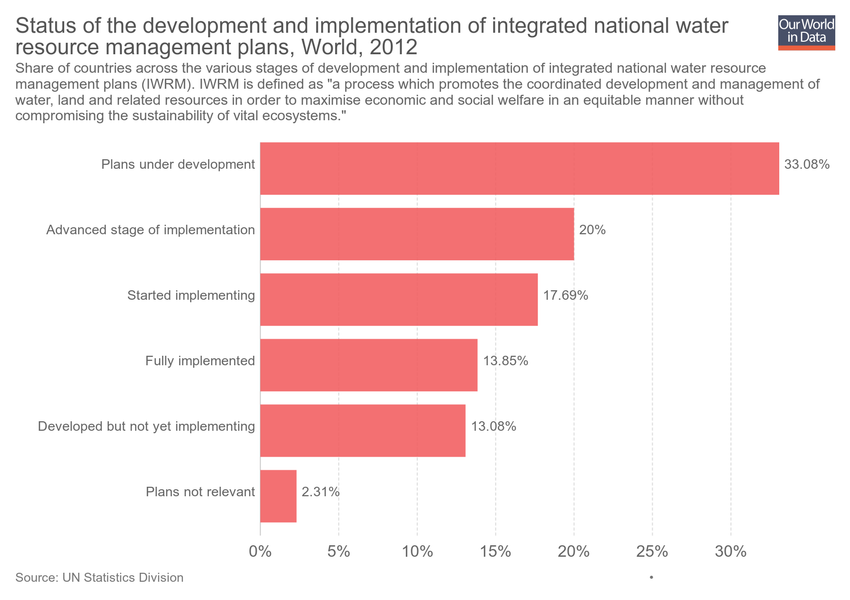 Status of the development and implementation of integrated national water
resource management plans, World, 2012
Our World
in Data
Share of countries across the various stages of development and implementation of integrated national water resource
management plans (IWRM). IWRM is defined as "a process which promotes the coordinated development and management of
water, land and related resources in order to maximise economic and social welfare in an equitable manner without
compromising the sustainability of vital ecosystems."
Plans under development 33.08%
Advanced stage of implementation 20%
Started implementing 17.69%
Fully implemented 13.85%
Developed but not yet implementing 13.08%
Plans not relevant 2.31%
0% 5% 10% 15% 20% 25% 30%
Source: UN Statistics Division •